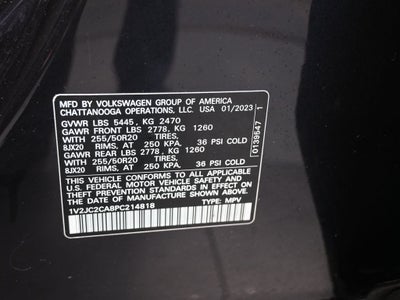 MFD BY VOLKSWAGEN GROUP OF AMERICA
CHATTANOOGA OPERATIONS, LLC. USA 01/2023
GVWR LBS 5445, KG 2470
GAWR FRONT LBS 2778, KG 1260
WITH 255/50R20 TIRES,
8JX20 RIMS, AT 250 KPA. 36 PSI COLD
GAWR REAR LBS 2778, KG 1260
WITH 255/50R20 TIRES,
8JX20 RIMS, AT 250 KPA. 36 PSI COLD
THIS VEHICLE CONFORMS TO ALL APPLICABLE
U.S. FEDERAL MOTOR VEHICLE SAFETY AND
THEFT PREVENTION STANDARDS IN EFFECT ON
THE DATE OF MANUFACTURE SHOWN ABOVE
1V2JC2CA8PC214818 TYPE: MPV
0139547 1